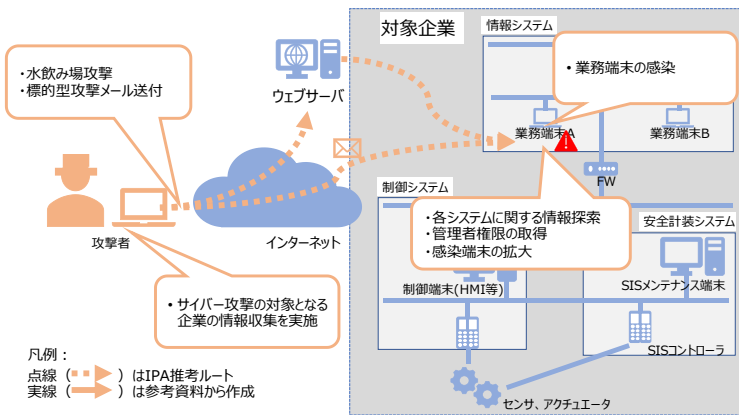 対象企業
情報システム
・水飲み場攻撃
・標的型攻撃メール送付
ウェブサーバ
・業務端末の感染
業務端末A
業務端末B
FW
制御システム
・各システムに関する情報探索
・管理者権限の取得
・感染端末の拡大
安全計装システム
攻撃者
インターネット
制御端末(HMI等)
SISメンテナンス端末
・サイバー攻撃の対象となる
企業の情報収集を実施
SISコントローラ
センサ、アクチュエータ
凡例：
点線（ ）はIPA推考ルート
実線（ ）は参考資料から作成